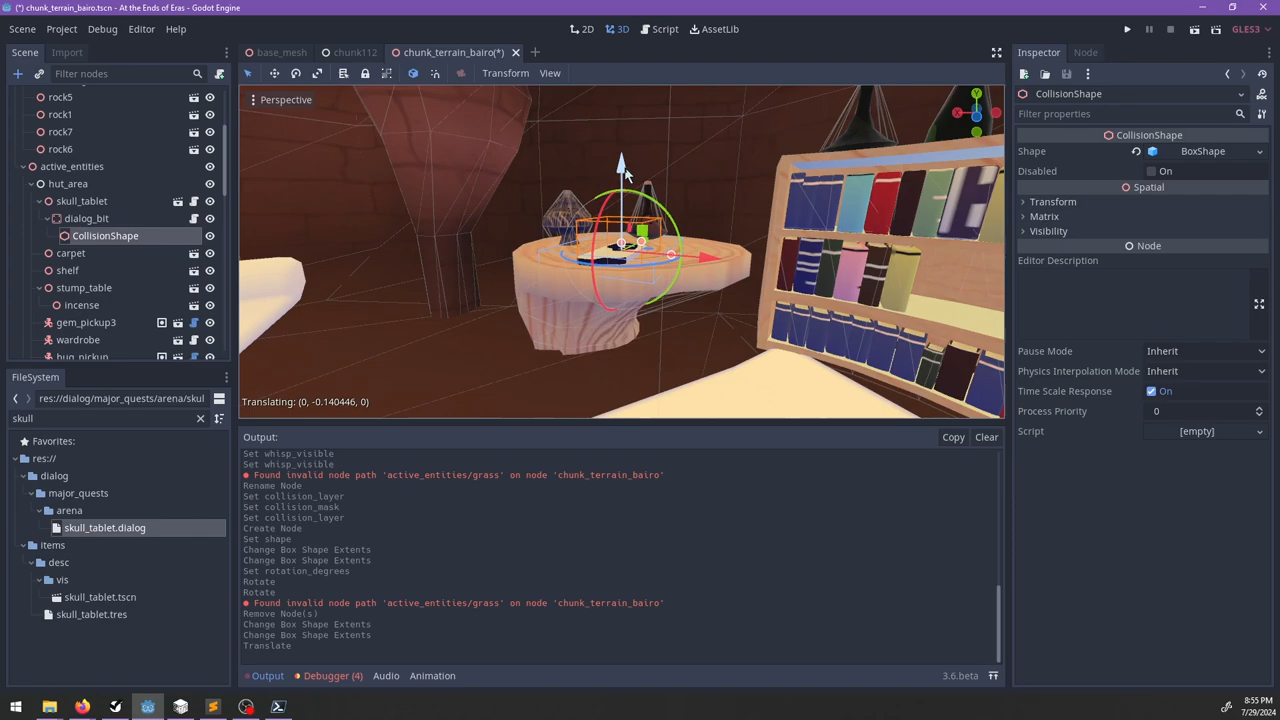 (*) chunk_terrain_bairo.tscn - At the Ends of Eras - Godot Engine
Scene Project Debug Editor Help
2D 3D Script AssetLib
GLES3
Scene Import
base_mesh chunk112 chunk_terrain_bairo(*)
Inspector Node
Filter nodes
Transform View
rock5
rock1
rock7
rock6
active_entities
hut_area
skull_tablet
dialog_bit
CollisionShape
carpet
shelf
stump_table
incense
gem_pickup3
wardrobe
Perspective
Y
X
Translating: (0, -0.140446, 0)
FileSystem
res://dialog/major_quests/arena/skul
skull
Favorites:
res://
dialog
major_quests
arena
skull_tablet.dialog
items
desc
vis
skull_tablet.tscn
skull_tablet.tres
Output:
Copy Clear
Set whisp_visible
Set whisp_visible
Found invalid node path 'active_entities/grass' on node 'chunk_terrain_bairo'
Rename Node
Set collision_layer
Set collision_mask
Set collision_layer
Create Node
Set shape
Change Box Shape Extents
Change Box Shape Extents
Set rotation_degrees
Rotate
Rotate
Found invalid node path 'active_entities/grass' on node 'chunk_terrain_bairo'
Remove Node(s)
Change Box Shape Extents
Change Box Shape Extents
Translate
Output Debugger (4) Audio Animation
3.6.beta
CollisionShape
Filter properties
CollisionShape
Shape BoxShape
Disabled On
Spatial
Transform
Matrix
Visibility
Node
Editor Description
Pause Mode Inherit
Physics Interpolation Mode Inherit
Time Scale Response On
Process Priority 0
Script [empty]
8:55 PM
7/29/2024